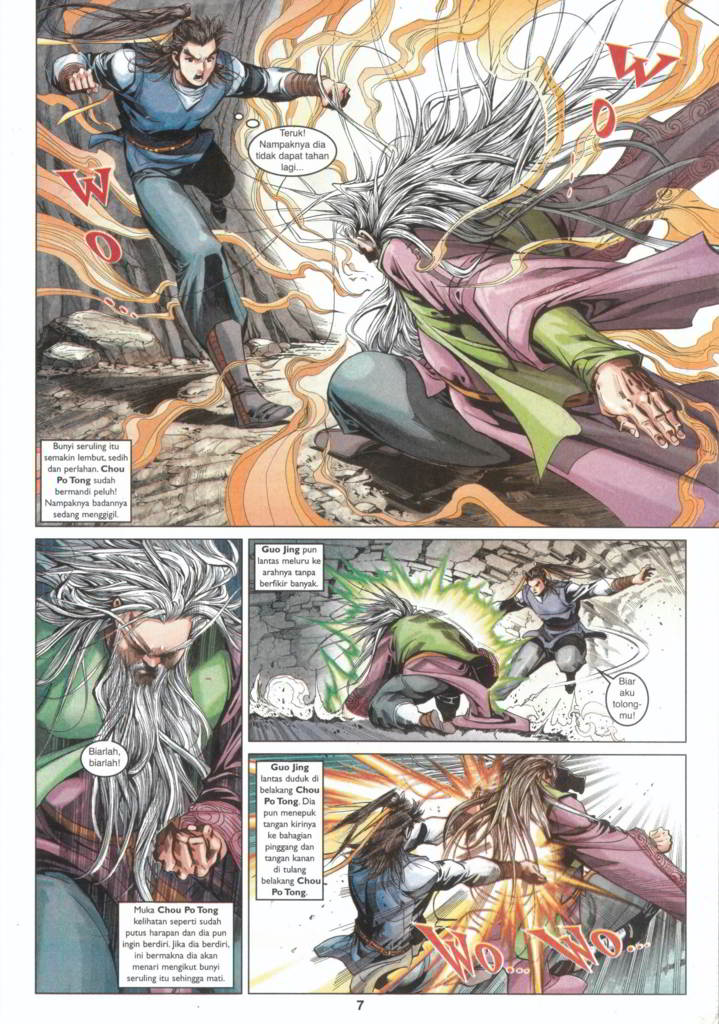 WO...
WO...
Teruk!
Nampaknya dia
tidak dapat tahan
lagi...
Bunyi seruling itu
semakin lembut, sedih
dan perlahan. Chou
Po Tong sudah
bermandi peluh!
Nampaknya badannya
sedang menggigil.
Biarlah,
biarlah!
Muka Chou Po Tong
kelihatan seperti sudah
putus harapan dan dia pun
ingin berdiri. Jika dia berdiri,
ini bermakna dia akan
menari mengikut bunyi
seruling itu sehingga mati.
Guo Jing pun
lantas meluru ke
arahnya tanpa
berfikir banyak.
Biar
aku
tolong-
mu!
Guo Jing
lantas duduk di
belakang Chou
Po Tong. Dia
pun menepuk
tangan kirinya
ke bahagian
pinggang dan
tangan kanan
di tulang
belakang Chou
Po Tong.
Wo... Wo...
7